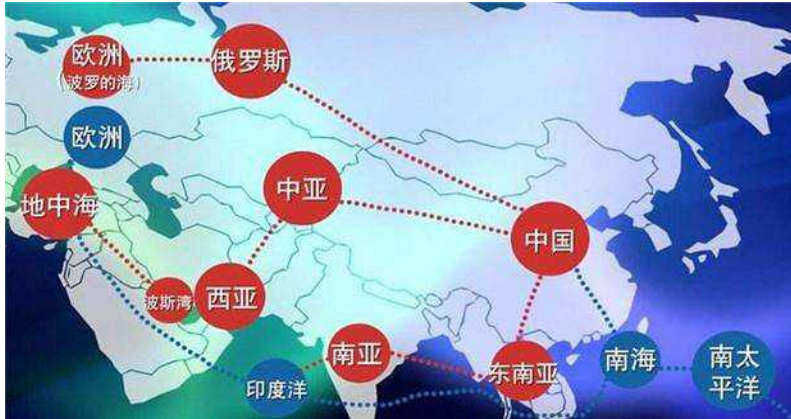 欧洲
(波罗的海)
俄罗斯
欧洲
地中海
中亚
中国
波斯湾
西亚
南亚
印度洋
东南亚
南海
南太
平洋